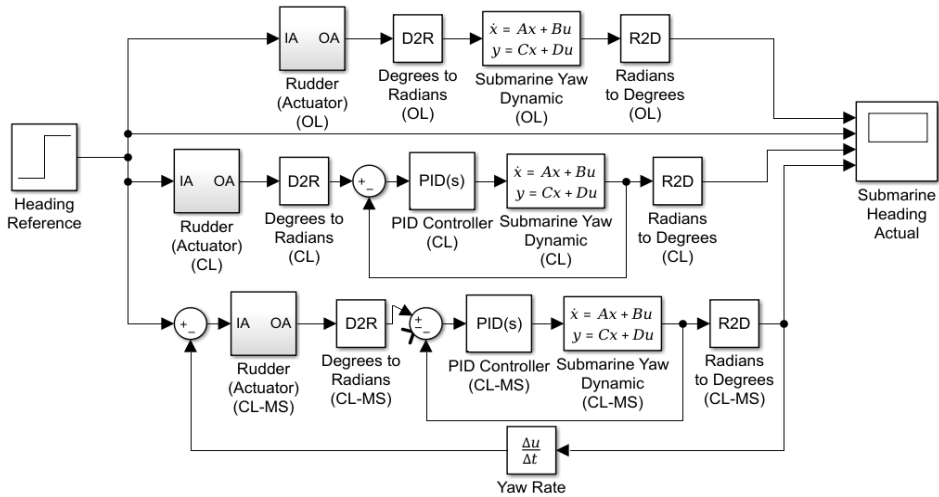 IA OA
D2R
ẋ = Ax + Bu
y = Cx + Du
R2D
Rudder
(Actuator)
(OL)
Degrees to
Radians
(OL)
Submarine Yaw
Dynamic
(OL)
Radians
to Degrees
(OL)
Heading
Reference
Submarine
Heading
Actual
IA OA
D2R
+
−
PID(s)
ẋ = Ax + Bu
y = Cx + Du
R2D
Rudder
(Actuator)
(CL)
Degrees to
Radians
(CL)
PID Controller
(CL)
Submarine Yaw
Dynamic
(CL)
Radians
to Degrees
(CL)
+
−
IA OA
D2R
+
−
−
PID(s)
ẋ = Ax + Bu
y = Cx + Du
R2D
Rudder
(Actuator)
(CL-MS)
Degrees to
Radians
(CL-MS)
PID Controller
(CL-MS)
Submarine Yaw
Dynamic
(CL-MS)
Radians
to Degrees
(CL-MS)
Δu
Δt
Yaw Rate